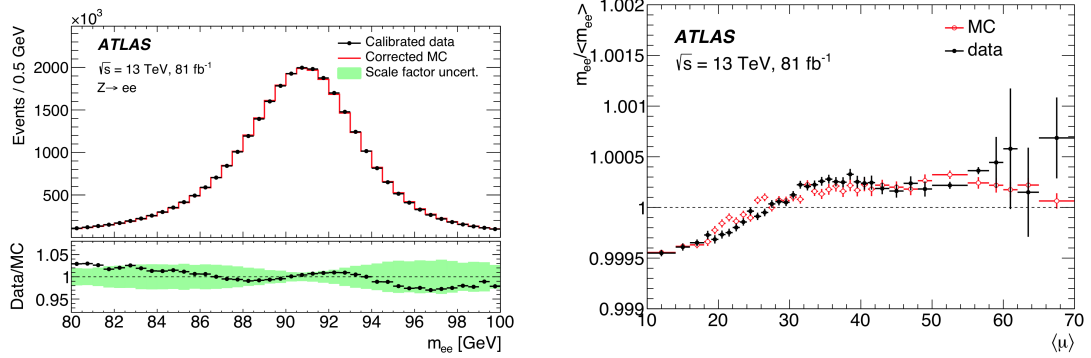 ×10³
Events / 0.5 GeV
2000
1500
1000
500
ATLAS
√s = 13 TeV, 81 fb⁻¹
Z→ ee
Calibrated data
Corrected MC
Scale factor uncert.
Data/MC
1.05
1
0.95
80 82 84 86 88 90 92 94 96 98 100
m_ee [GeV]
m_ee/<m_ee>
1.002
1.0015
1.001
1.0005
1
0.9995
0.999
ATLAS
√s = 13 TeV, 81 fb⁻¹
MC
data
10 20 30 40 50 60 70
⟨μ⟩